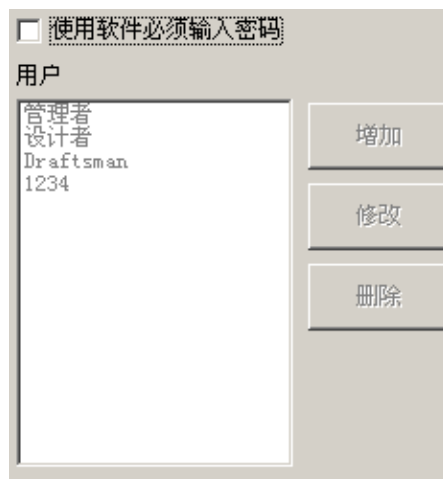 使用软件必须输入密码
用户
管理者
设计者
Draftsman
1234
增加
修改
删除